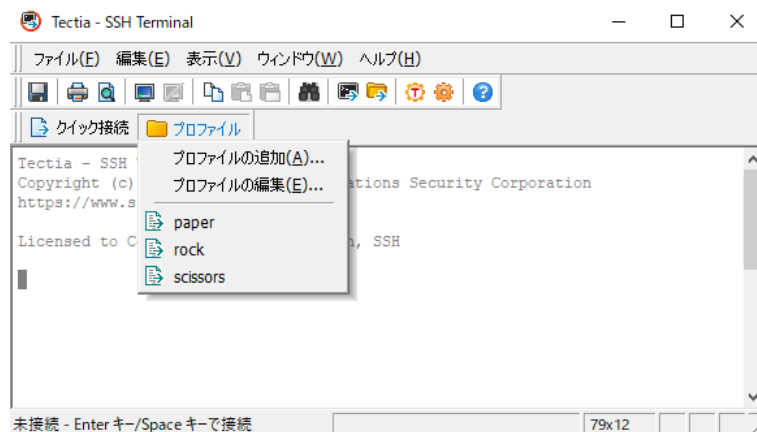 Tectia - SSH Terminal
ファイル(F) 編集(E) 表示(V) ウィンドウ(W) ヘルプ(H)
クイック接続 プロファイル
プロファイルの追加(A)...
プロファイルの編集(E)...
paper
rock
scissors
Tectia - SSH
Copyright (c) ations Security Corporation
https://www.s
Licensed to C , SSH
未接続 - Enter キー/Space キーで接続 79x12